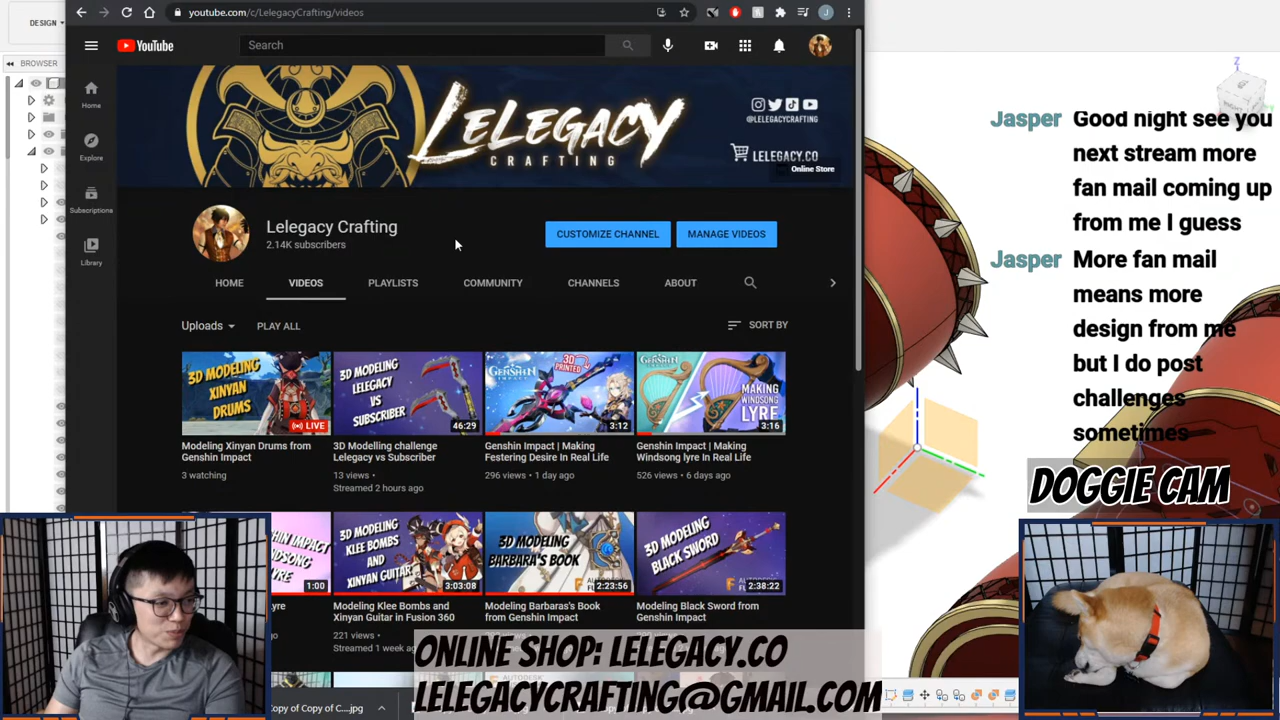 DESIGN
youtube.com/c/LelegacyCrafting/videos
BROWSER
YouTube
Search
Home
Explore
Subscriptions
Library
LELEGACY
CRAFTING
@LELEGACYCRAFTING
LELEGACY.CO
Online Store
Lelegacy Crafting
2.14K subscribers
CUSTOMIZE CHANNEL
MANAGE VIDEOS
HOME
VIDEOS
PLAYLISTS
COMMUNITY
CHANNELS
ABOUT
Uploads
PLAY ALL
SORT BY
3D MODELING
XINYAN
DRUMS
LIVE
3D MODELING
LELEGACY
VS
SUBSCRIBER
46:29
GENSHIN
IMPACT
3D
PRINTED
3:12
GENSHIN
IMPACT
MAKING
WINDSONG
LYRE
3:16
Modeling Xinyan Drums from
Genshin Impact
3 watching
3D Modelling challenge
Lelegacy vs Subscriber
13 views •
Streamed 2 hours ago
Genshin Impact | Making
Festering Desire In Real Life
296 views • 1 day ago
Genshin Impact | Making
Windsong lyre In Real Life
526 views • 6 days ago
1:00
3D MODELING
KLEE BOMBS
AND
XINYAN GUITAR
3:03:08
3D MODELING
BARBARA'S
BOOK
2:23:56
3D MODELING
BLACK SWORD
2:38:22
Modeling Klee Bombs and
Xinyan Guitar in Fusion 360
221 views •
Streamed 1 week ago
Modeling Barbaras's Book
from Genshin Impact
Modeling Black Sword from
Genshin Impact
Copy of Copy of C....jpg
Jasper Good night see you
next stream more
fan mail coming up
from me I guess
Jasper More fan mail
means more
design from me
but I do post
challenges
sometimes
DOGGIE CAM
Z
RIGHT
ONLINE SHOP: LELEGACY.CO
LELEGACYCRAFTING@GMAIL.COM